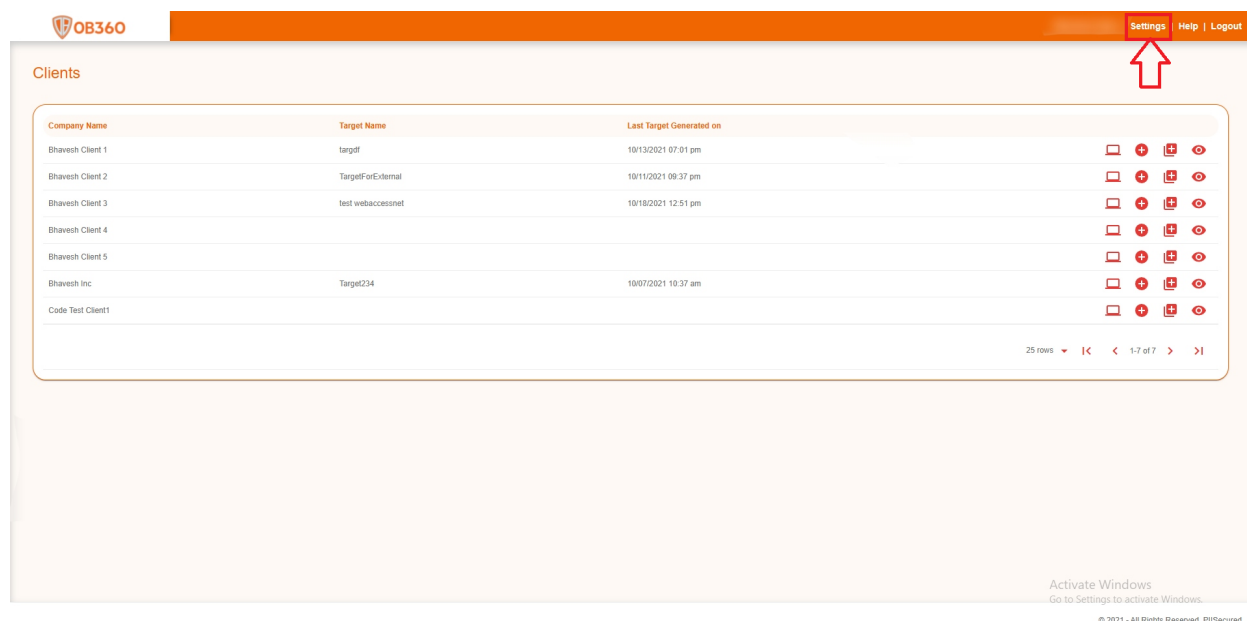 OB360
Settings | Help | Logout
Clients
Company Name Target Name Last Target Generated on
Bhavesh Client 1 targdf 10/13/2021 07:01 pm
Bhavesh Client 2 TargetForExternal 10/11/2021 09:37 pm
Bhavesh Client 3 test webaccessnet 10/18/2021 12:51 pm
Bhavesh Client 4
Bhavesh Client 5
Bhavesh Inc Target234 10/07/2021 10:37 am
Code Test Client1
25 rows 1-7 of 7
Activate Windows
Go to Settings to activate Windows.
© 2021 - All Rights Reserved. PIISecured